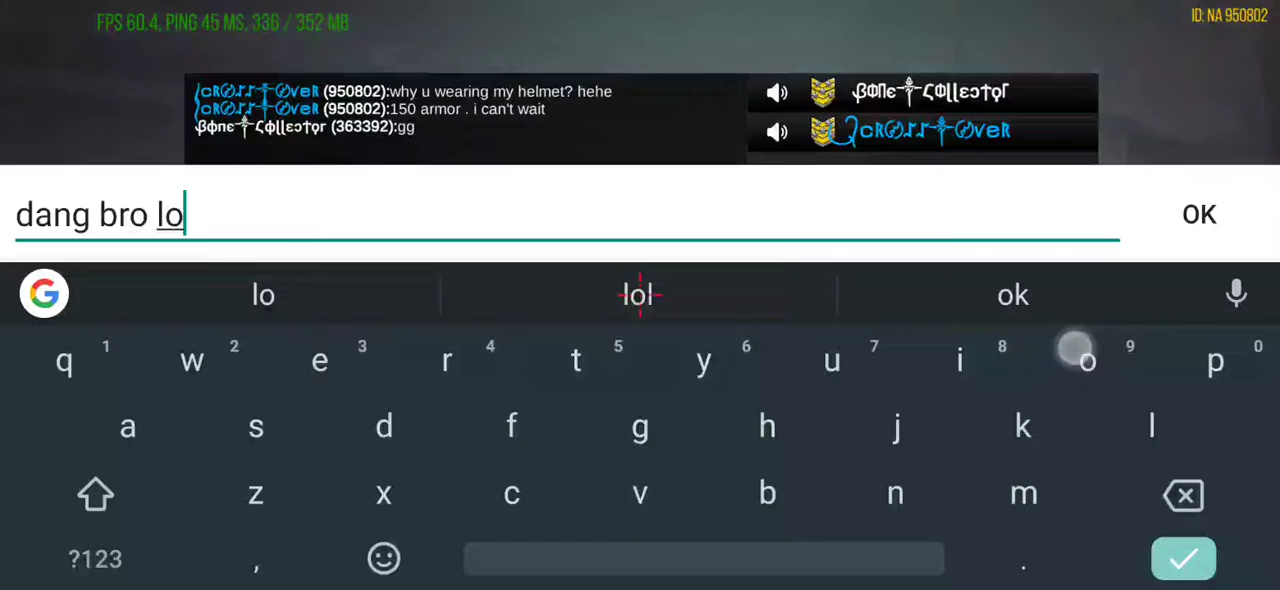 FPS 60.4, PING 45 MS, 336 / 352 MB
ID: NA 950802
(950802):why u wearing my helmet? hehe
(950802):150 armor . i can't wait
(363392):gg
dang bro lo
OK
lo lol ok
q 1 w 2 e 3 r 4 t 5 y 6 u 7 i 8 o 9 p 0
a s d f g h j k l
z x c v b n m
?123 , .